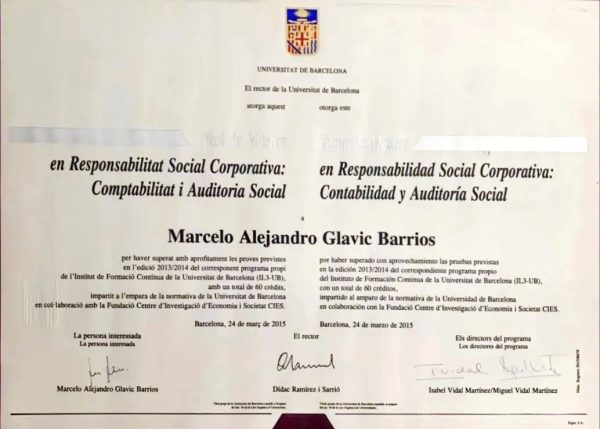 UNIVERSITAT DE BARCELONA
El rector de la Universitat de Barcelona
atorga aquest
otorga este
en Responsabilitat Social Corporativa:
Comptabilitat i Auditoria Social
en Responsabilidad Social Corporativa:
Contabilidad y Auditoría Social
a
Marcelo Alejandro Glavic Barrios
per haver superat amb aprofitament les proves previstes
en l'edició 2013/2014 del corresponent programa propi
de l'Institut de Formació Contínua de la Universitat de Barcelona (IL3-UB),
amb un total de 60 crèdits,
impartit a l'empara de la normativa de la Universitat de Barcelona
en col·laboració amb la Fundació Centre d'Investigació d'Economia i Societat CIES.
por haber superado con aprovechamiento las pruebas previstas
en la edición 2013/2014 del correspondiente programa propio
del Instituto de Formación Continua de la Universitat de Barcelona (IL3-UB),
con un total de 60 créditos,
impartido al amparo de la normativa de la Universidad de Barcelona
en colaboración con la Fundació Centre d'Investigació d'Economia i Societat CIES.
Barcelona, 24 de març de 2015
Barcelona, 24 de marzo de 2015
La persona interessada
La persona interesada
El rector
Els directors del programa
Los directores del programa
Marcelo Alejandro Glavic Barrios
Dídac Ramírez i Sarrió
Isabel Vidal Martínez/Miguel Vidal Martínez